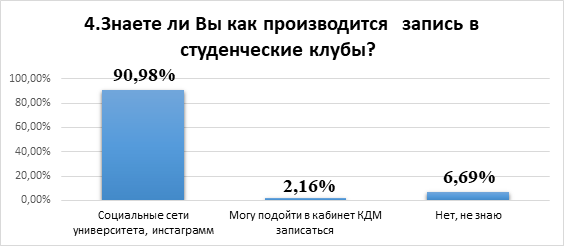 4.Знаете ли Вы как производится запись в
студенческие клубы?
100,00%
90,98%
80,00%
60,00%
40,00%
20,00%
2,16%
6,69%
0,00%
Социальные сети
университета, инстаграмм
Могу подойти в кабинет КДМ
записаться
Нет, не знаю